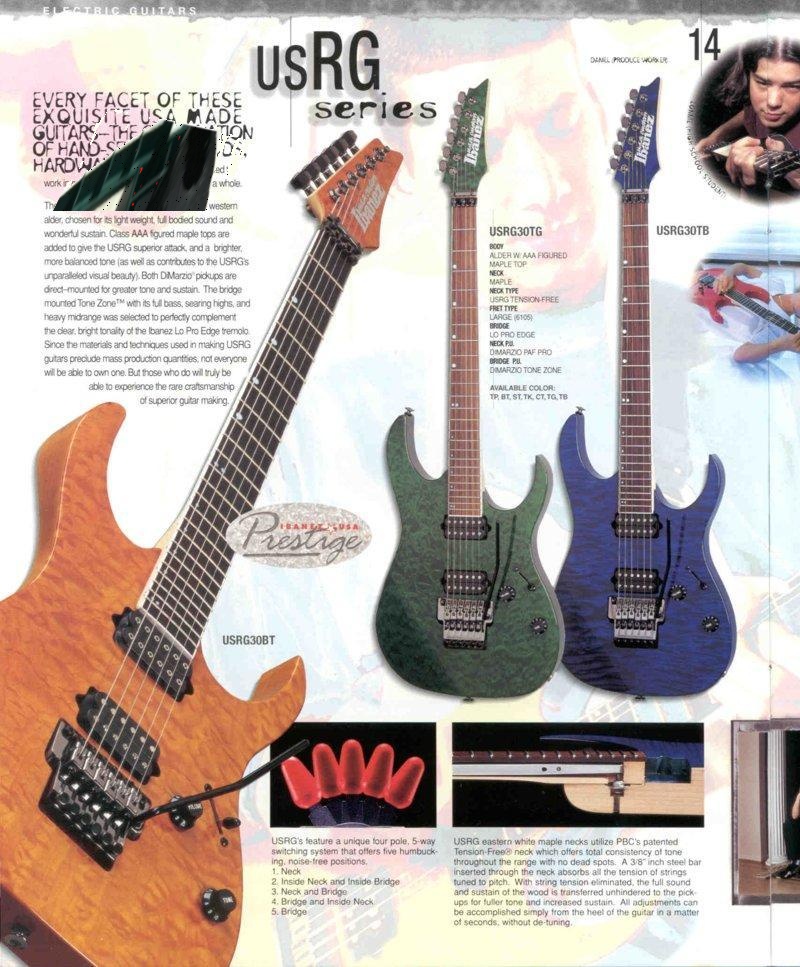 ELECTRIC GUITARS
usRG
series
14
DANIEL (PRODUCE WORKER)
EVERY FACET OF THESE
EXQUISITE USA MADE
GUITARS—THE
OF HAND-
HARDWA
a whole.
western
alder, chosen for its light weight, full bodied sound and
wonderful sustain. Class AAA figured maple tops are
added to give the USRG superior attack, and a brighter,
more balanced tone (as well as contributes to the USRG's
unparalleled visual beauty). Both DiMarzio® pickups are
direct-mounted for greater tone and sustain. The bridge
mounted Tone Zone™ with its full bass, searing highs, and
heavy midrange was selected to perfectly complement
the clear, bright tonality of the Ibanez Lo Pro Edge tremolo.
Since the materials and techniques used in making USRG
guitars preclude mass production quantities, not everyone
will be able to own one. But those who do will truly be
able to experience the rare craftsmanship
of superior guitar making.
Ibanez
Ibanez
Ibanez
USRG30TG
BODY
ALDER W/ AAA FIGURED
MAPLE TOP
NECK
MAPLE
NECK TYPE
USRG TENSION-FREE
FRET TYPE
LARGE (6105)
BRIDGE
LO PRO EDGE
NECK P.U.
DIMARZIO PAF PRO
BRIDGE P.U.
DIMARZIO TONE ZONE
AVAILABLE COLOR:
TP, BT, ST, TK, CT, TG, TB
USRG30TB
IBANEZ USA
Prestige
USRG30BT
VOLUME
TONE
USRG's feature a unique four pole, 5-way
switching system that offers five humbuck-
ing, noise-free positions.
1. Neck
2. Inside Neck and Inside Bridge
3. Neck and Bridge
4. Bridge and Inside Neck
5. Bridge
USRG eastern white maple necks utilize PBC's patented
Tension-Free® neck which offers total consistency of tone
throughout the range with no dead spots. A 3/8" inch steel bar
inserted through the neck absorbs all the tension of strings
tuned to pitch. With string tension eliminated, the full sound
and sustain of the wood is transferred unhindered to the pick-
ups for fuller tone and increased sustain. All adjustments can
be accomplished simply from the heel of the guitar in a matter
of seconds, without de-tuning.